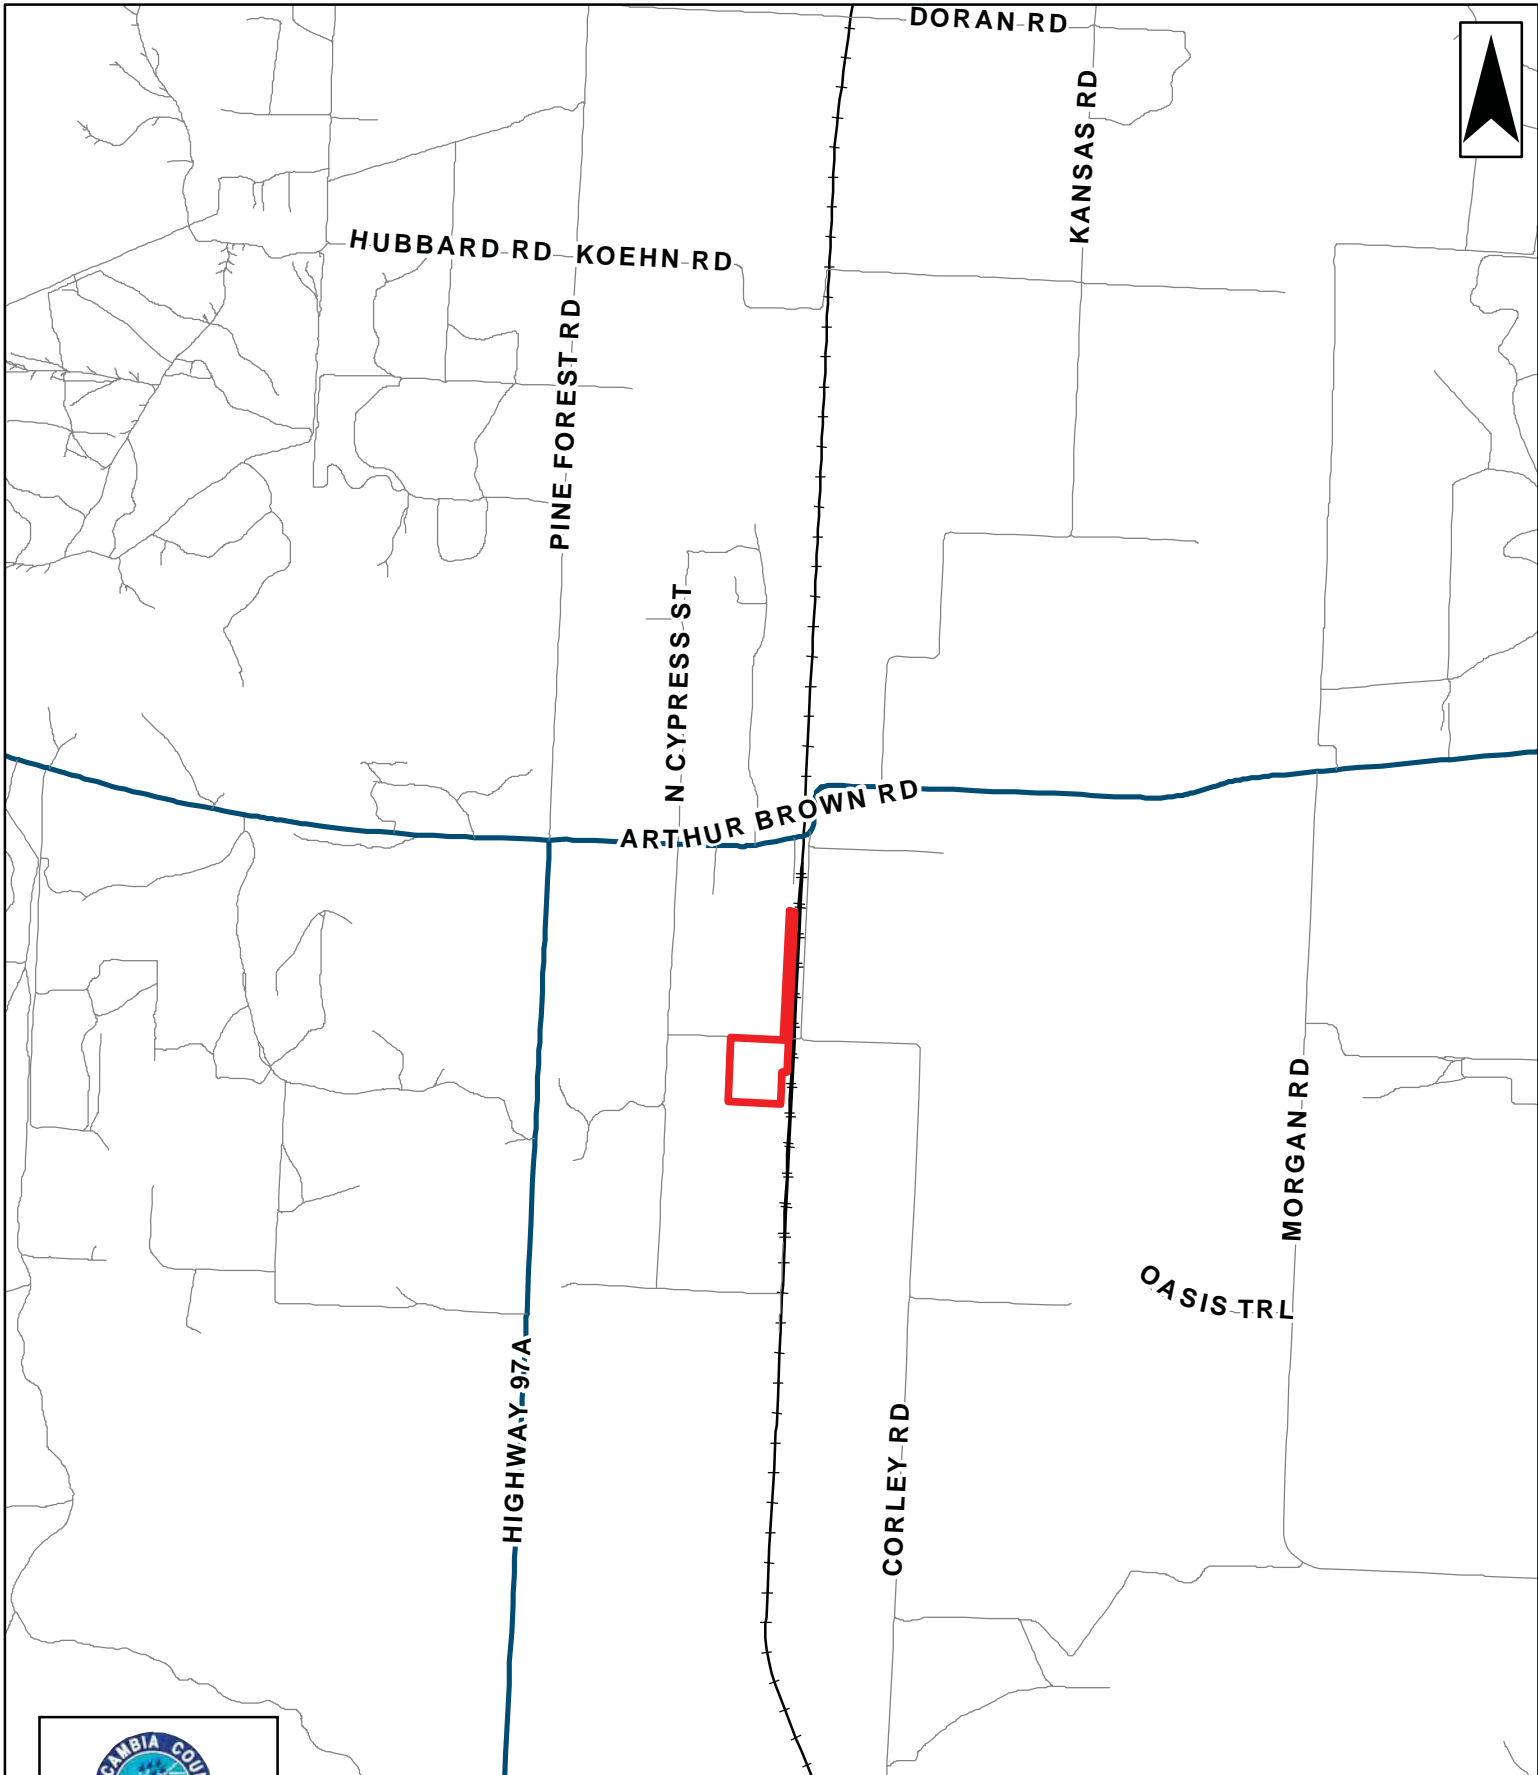 DORAN RD
KANSAS RD
HUBBARD RD
KOEHN RD
PINE FOREST RD
N CYPRESS ST
ARTHUR BROWN RD
MORGAN RD
OASIS TRL
HIGHWAY 97A
CORLEY RD